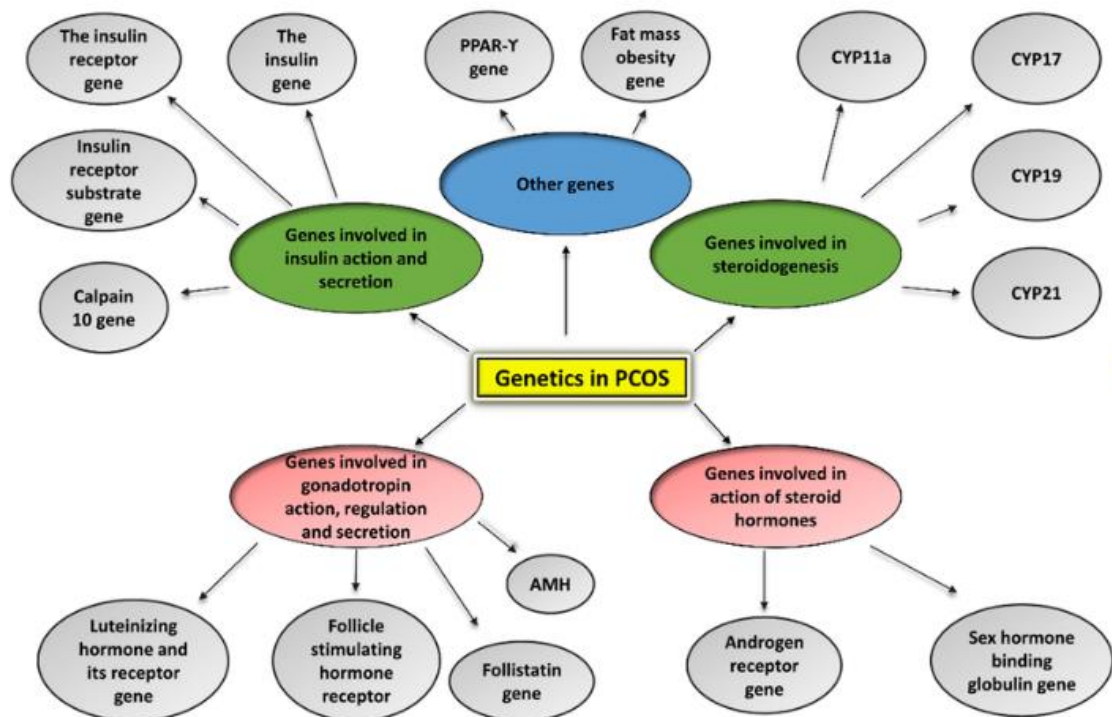 The insulin
receptor
gene
The
insulin
gene
PPAR-Y
gene
Fat mass
obesity
gene
CYP11a
CYP17
Insulin
receptor
substrate
gene
Other genes
CYP19
Genes involved in
insulin action and
secretion
Genes involved in
steroidogenesis
Calpain
10 gene
CYP21
Genetics in PCOS
Genes involved in
gonadotropin
action, regulation
and secretion
Genes involved in
action of steroid
hormones
AMH
Luteinizing
hormone and
its receptor
gene
Follicle
stimulating
hormone
receptor
Follistatin
gene
Androgen
receptor
gene
Sex hormone
binding
globulin gene